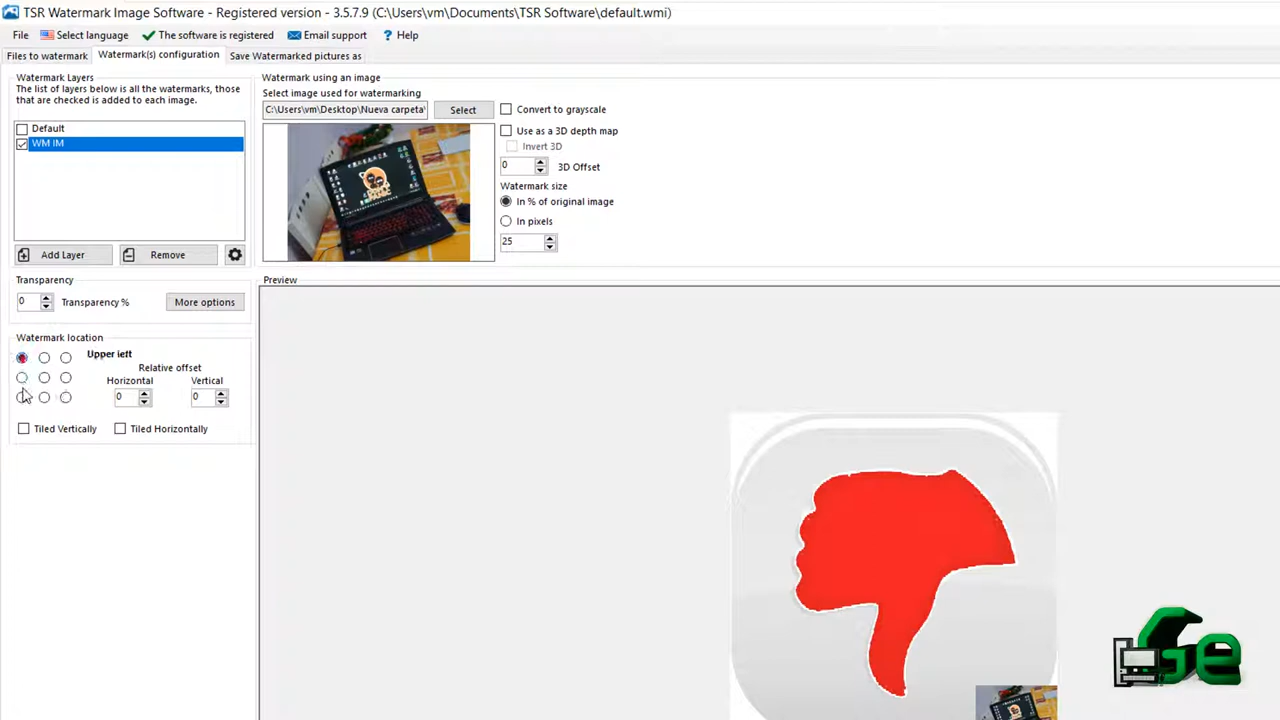 TSR Watermark Image Software - Registered version - 3.5.7.9 (C:\Users\vm\Documents\TSR Software\default.wmi)
File Select language The software is registered Email support ? Help
Files to watermark Watermark(s) configuration Save Watermarked pictures as
Watermark Layers
The list of layers below is all the watermarks, those
that are checked is added to each image.
Default
WM IM
Add Layer Remove
Transparency
0 Transparency % More options
Watermark location
Upper left
Relative offset
Horizontal Vertical
0 0
Tiled Vertically Tiled Horizontally
Watermark using an image
Select image used for watermarking
C:\Users\vm\Desktop\Nueva carpeta\ Select
Convert to grayscale
Use as a 3D depth map
Invert 3D
0 3D Offset
Watermark size
In % of original image
In pixels
25
Preview
Ge